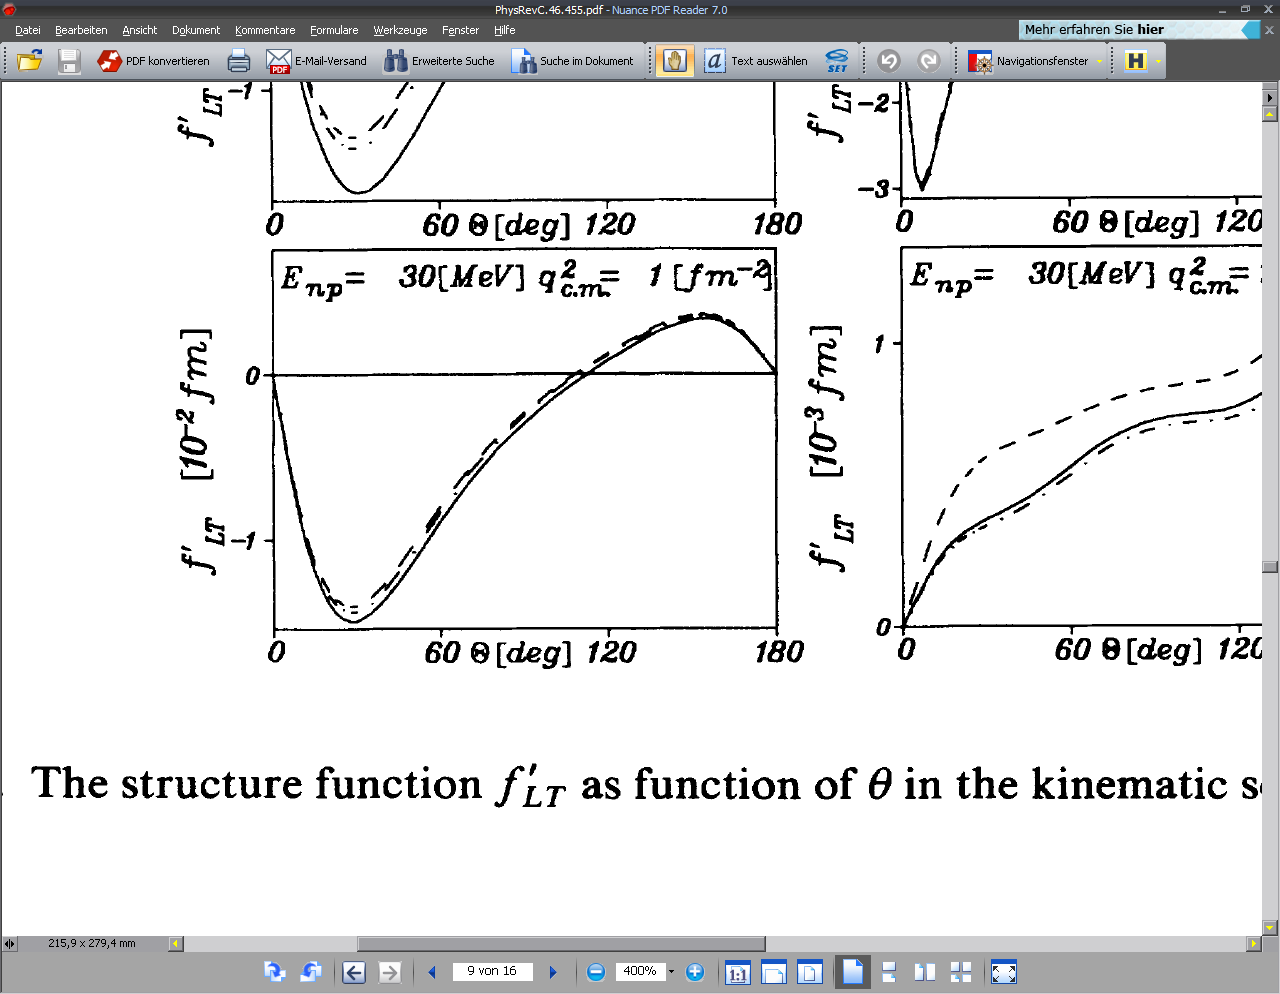 PhysRevC.46.455.pdf - Nuance PDF Reader 7.0
Datei Bearbeiten Ansicht Dokument Kommentare Formulare Werkzeuge Fenster Hilfe
Mehr erfahren Sie hier
PDF konvertieren E-Mail-Versand Erweiterte Suche Suche im Dokument Text auswählen SET Navigationsfenster H
-1
f'LT
0 60 Θ[deg] 120 180
-2
f'LT
-3
0 60 Θ[deg] 120
E np= 30[MeV] q²c.m.= 1 [fm⁻²]
0
-1
f'LT [10⁻² fm]
0 60 Θ[deg] 120 180
E np= 30[MeV] q²c.m.=
1
0
f'LT [10⁻³ fm]
0 60 Θ[deg] 120
. The structure function f′LT as function of θ in the kinematic
215,9 x 279,4 mm
9 von 16 400% 1:1